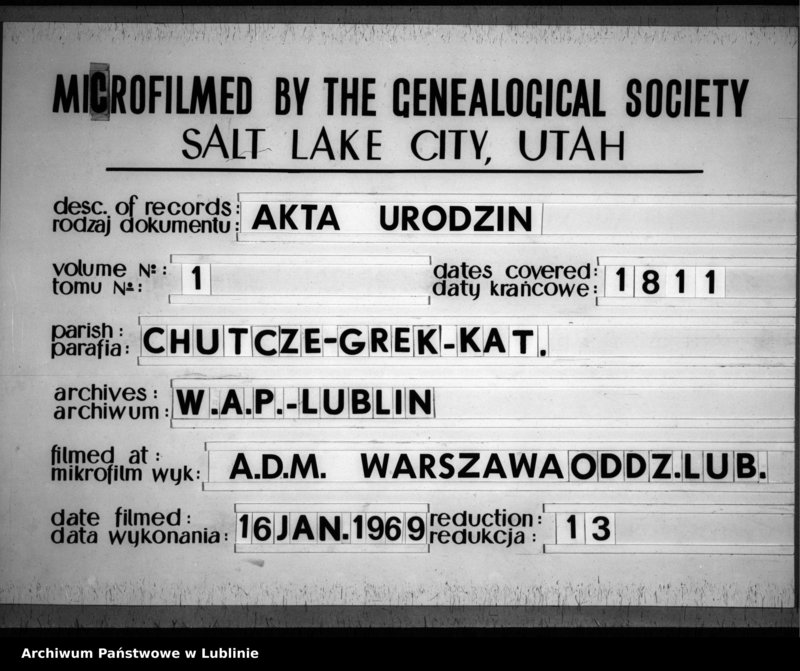 MICROFILMED BY THE GENEALOGICAL SOCIETY
SALT LAKE CITY, UTAH
desc. of records: AKTA URODZIN
rodzaj dokumentu:
volume №: 1 dates covered: 1811
tomu №: daty krańcowe:
parish: CHUTCZE-GREK-KAT.
parafia:
archives: W.A.P.-LUBLIN
archiwum:
filmed at: A.D.M. WARSZAWA ODDZ.LUB.
mikrofilm wyk:
date filmed: 16 JAN. 1969 reduction: 13
data wykonania: redukcja:
Archiwum Państwowe w Lublinie